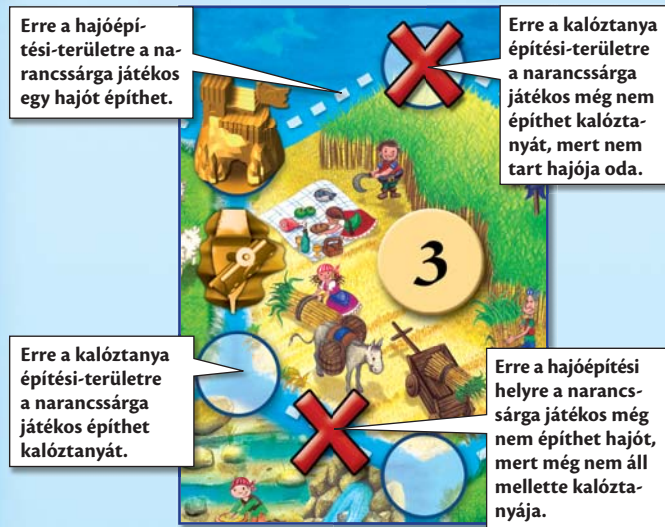 Erre a hajóépí-
tési-területre a na-
rancssárga játékos
egy hajót építhet.
Erre a kalóztanya
építési-területre
a narancssárga
játékos még nem
építhet kalózta-
nyát, mert nem
tart hajója oda.
3
Erre a kalóztanya
építési-területre
a narancssárga
játékos építhet
kalóztanyát.
Erre a hajóépítési
helyre a narancs-
sárga játékos még
nem építhet hajót,
mert még nem áll
mellette kalózta-
nyája.